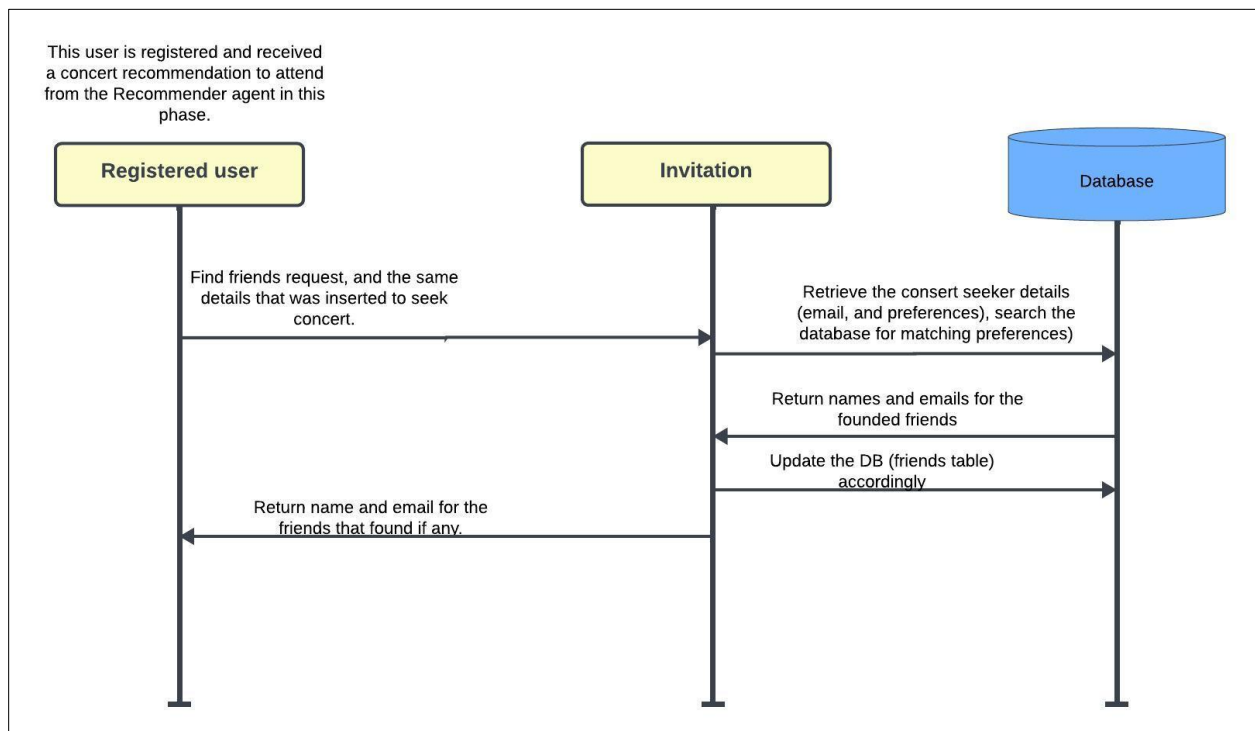 This user is registered and received
a concert recommendation to attend
from the Recommender agent in this
phase.
Registered user
Invitation
Database
Find friends request, and the same
details that was inserted to seek
concert.
Retrieve the consert seeker details
(email, and preferences), search the
database for matching preferences)
Return names and emails for the
founded friends
Update the DB (friends table)
accordingly
Return name and email for the
friends that found if any.